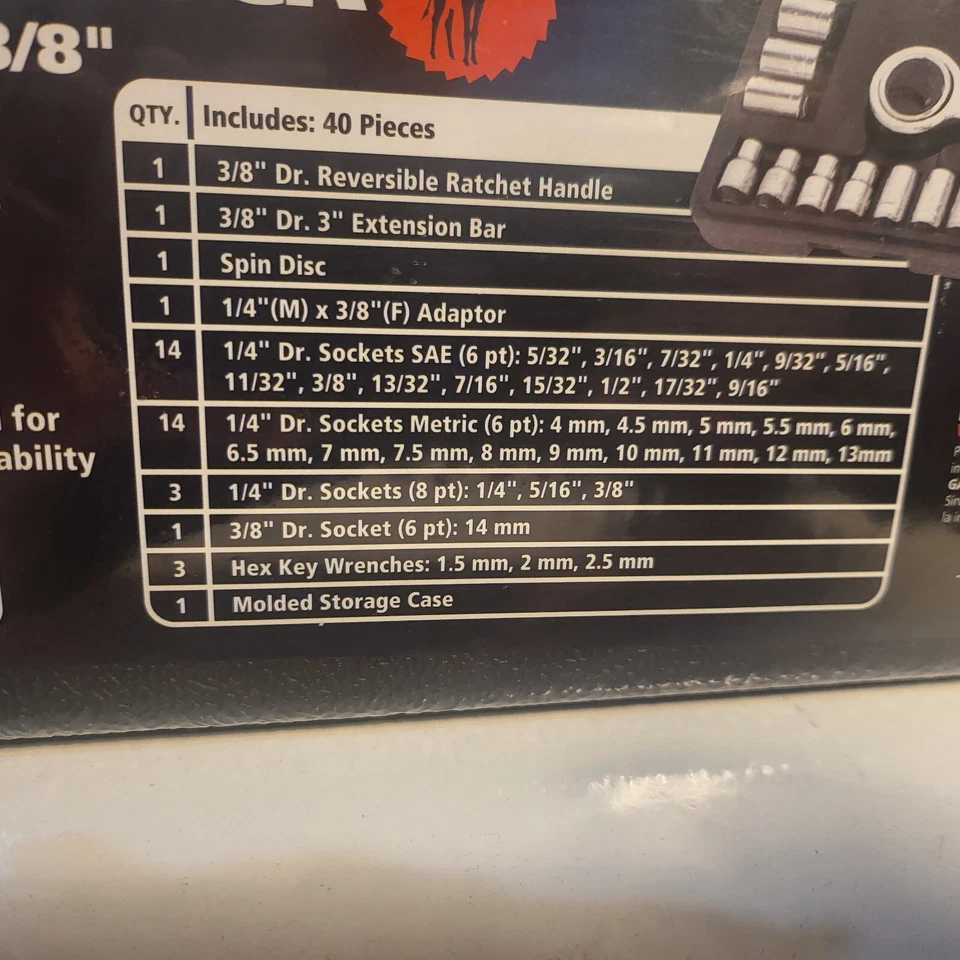 3/8"
QTY. Includes: 40 Pieces
1 3/8" Dr. Reversible Ratchet Handle
1 3/8" Dr. 3" Extension Bar
1 Spin Disc
1 1/4"(M) x 3/8"(F) Adaptor
14 1/4" Dr. Sockets SAE (6 pt): 5/32", 3/16", 7/32", 1/4", 9/32", 5/16",
11/32", 3/8", 13/32", 7/16", 15/32", 1/2", 17/32", 9/16"
14 1/4" Dr. Sockets Metric (6 pt): 4 mm, 4.5 mm, 5 mm, 5.5 mm, 6 mm,
6.5 mm, 7 mm, 7.5 mm, 8 mm, 9 mm, 10 mm, 11 mm, 12 mm, 13mm
3 1/4" Dr. Sockets (8 pt): 1/4", 5/16", 3/8"
1 3/8" Dr. Socket (6 pt): 14 mm
3 Hex Key Wrenches: 1.5 mm, 2 mm, 2.5 mm
1 Molded Storage Case
for
ability